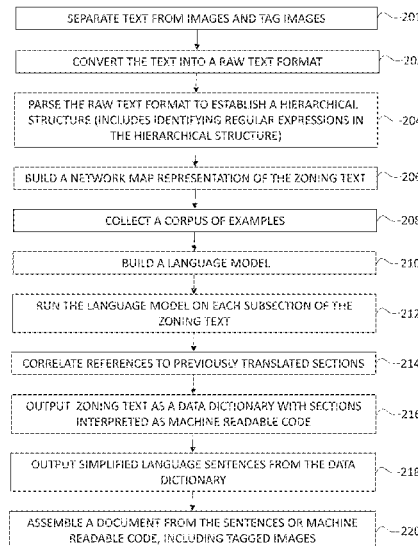 SEPARATE TEXT FROM IMAGES AND TAG IMAGES
CONVERT THE TEXT INTO A RAW TEXT FORMAT
PARSE THE RAW TEXT FORMAT TO ESTABLISH A HIERARCHICAL
STRUCTURE (INCLUDES IDENTIFYING REGULAR EXPRESSIONS IN
THE HIERARCHICAL STRUCTURE)
204
BUILD A NETWORK MAP REPRESENTATION OF THE ZONING TEXT
COLLECT A CORPUS OF EXAMPLES
BUILD A LANGUAGE MODEL
210
RUN THE LANGUAGE MODEL ON EACH SUBSECTION OF THE
ZONING TEXT
212
CORRELATE REFERENCES TO PREVIOUSLY TRANSLATED SECTIONS
214
OUTPUT ZONING TEXT AS A DATA DICTIONARY WITH SECTIONS
INTERPRETED AS MACHINE READABLE CODE
216
OUTPUT SIMPLIFIED LANGUAGE SENTENCES FROM THE DATA
DICTIONARY
218
ASSEMBLE A DOCUMENT FROM THE SENTENCES OR MACHINE
READABLE CODE, INCLUDING TAGGED IMAGES
220